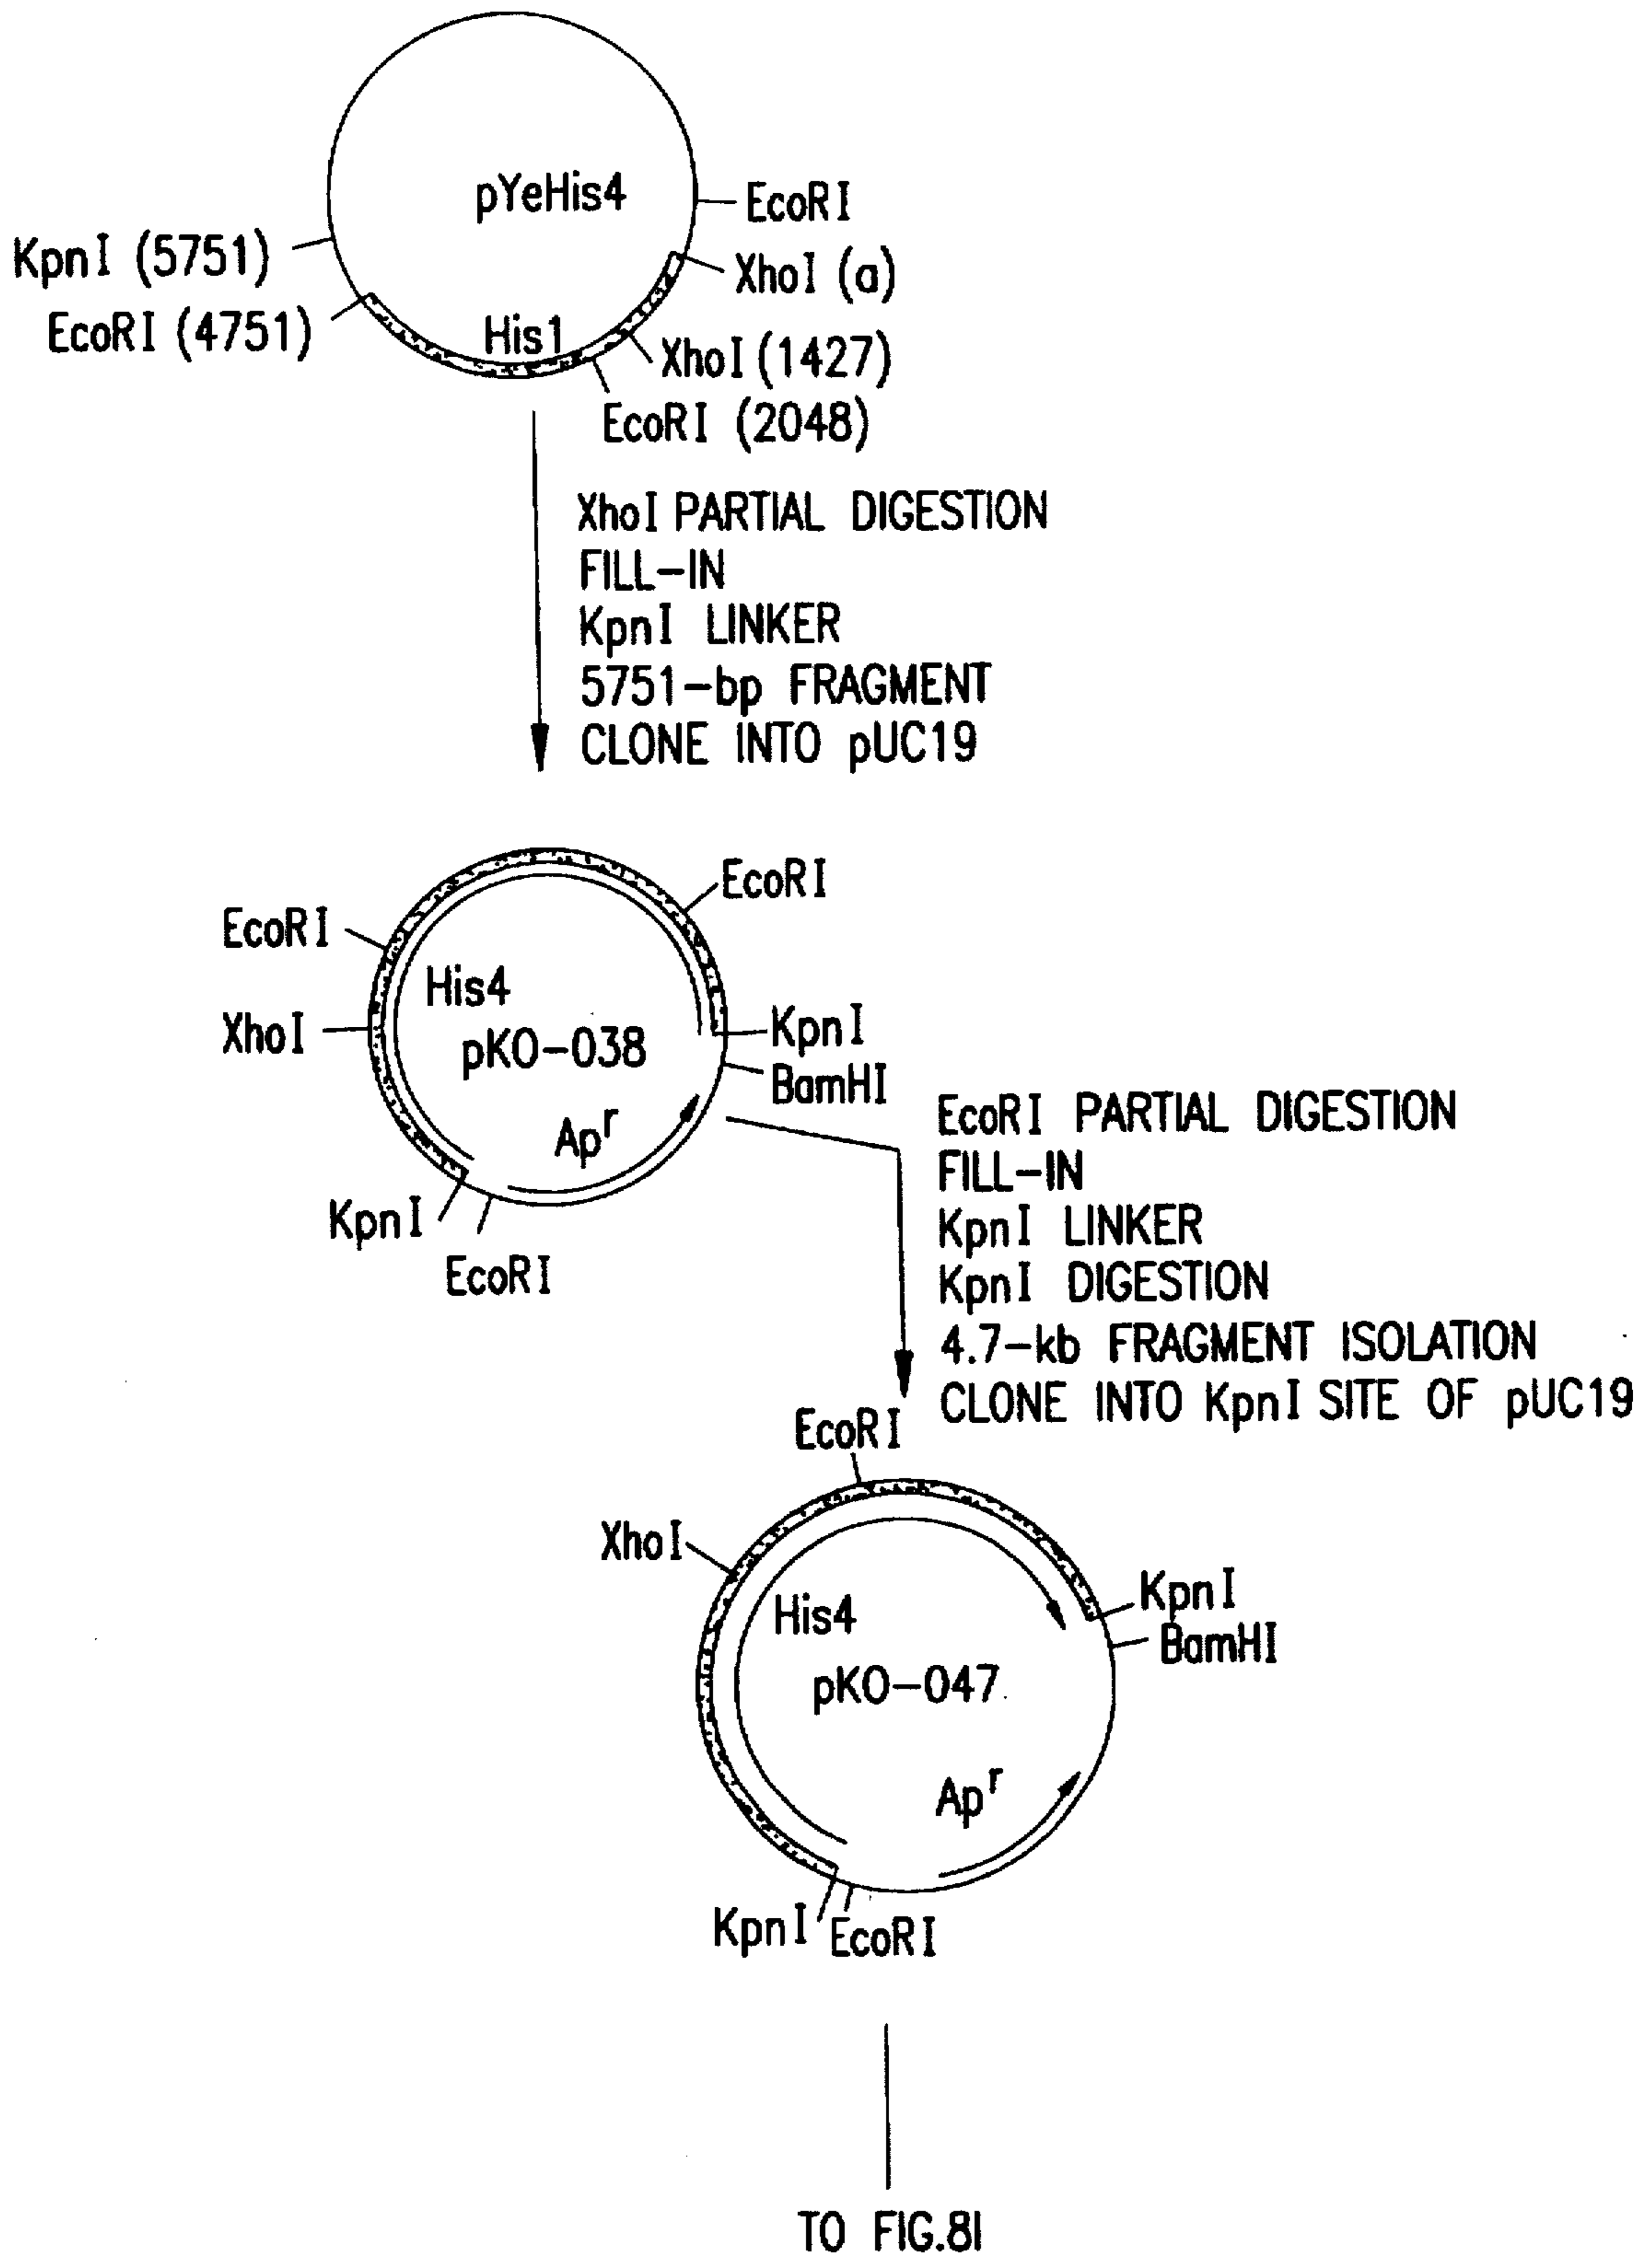 pYeHis4
EcoRI
KpnI (5751)
XhoI (a)
EcoRI (4751)
His1
XhoI (1427)
EcoRI (2048)
XhoI PARTIAL DIGESTION
FILL-IN
KpnI LINKER
5751-bp FRAGMENT
CLONE INTO pUC19
EcoRI
EcoRI
His4
XhoI
pKO-038
KpnI
BamHI
Apr
KpnI
EcoRI
EcoRI PARTIAL DIGESTION
FILL-IN
KpnI LINKER
KpnI DIGESTION
4.7-kb FRAGMENT ISOLATION
CLONE INTO KpnI SITE OF pUC19
EcoRI
XhoI
KpnI
His4
BamHI
pKO-047
Apr
KpnI
EcoRI
TO FIG.8I